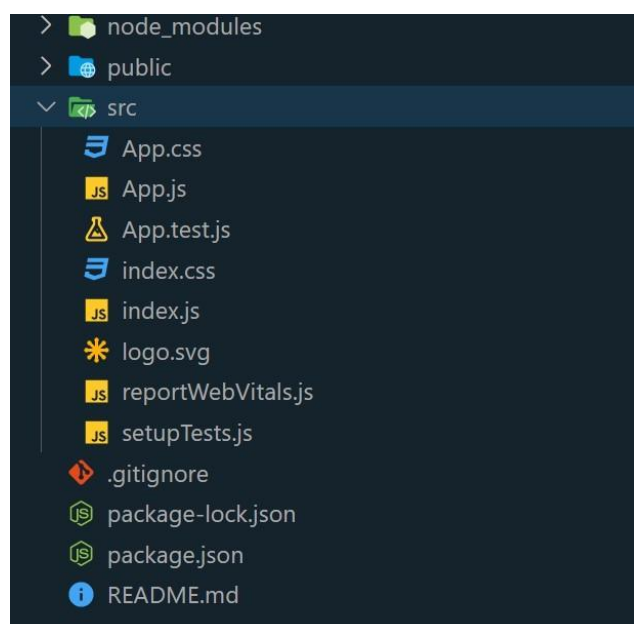 node_modules
public
src
App.css
App.js
App.test.js
index.css
index.js
logo.svg
reportWebVitals.js
setupTests.js
.gitignore
package-lock.json
package.json
README.md